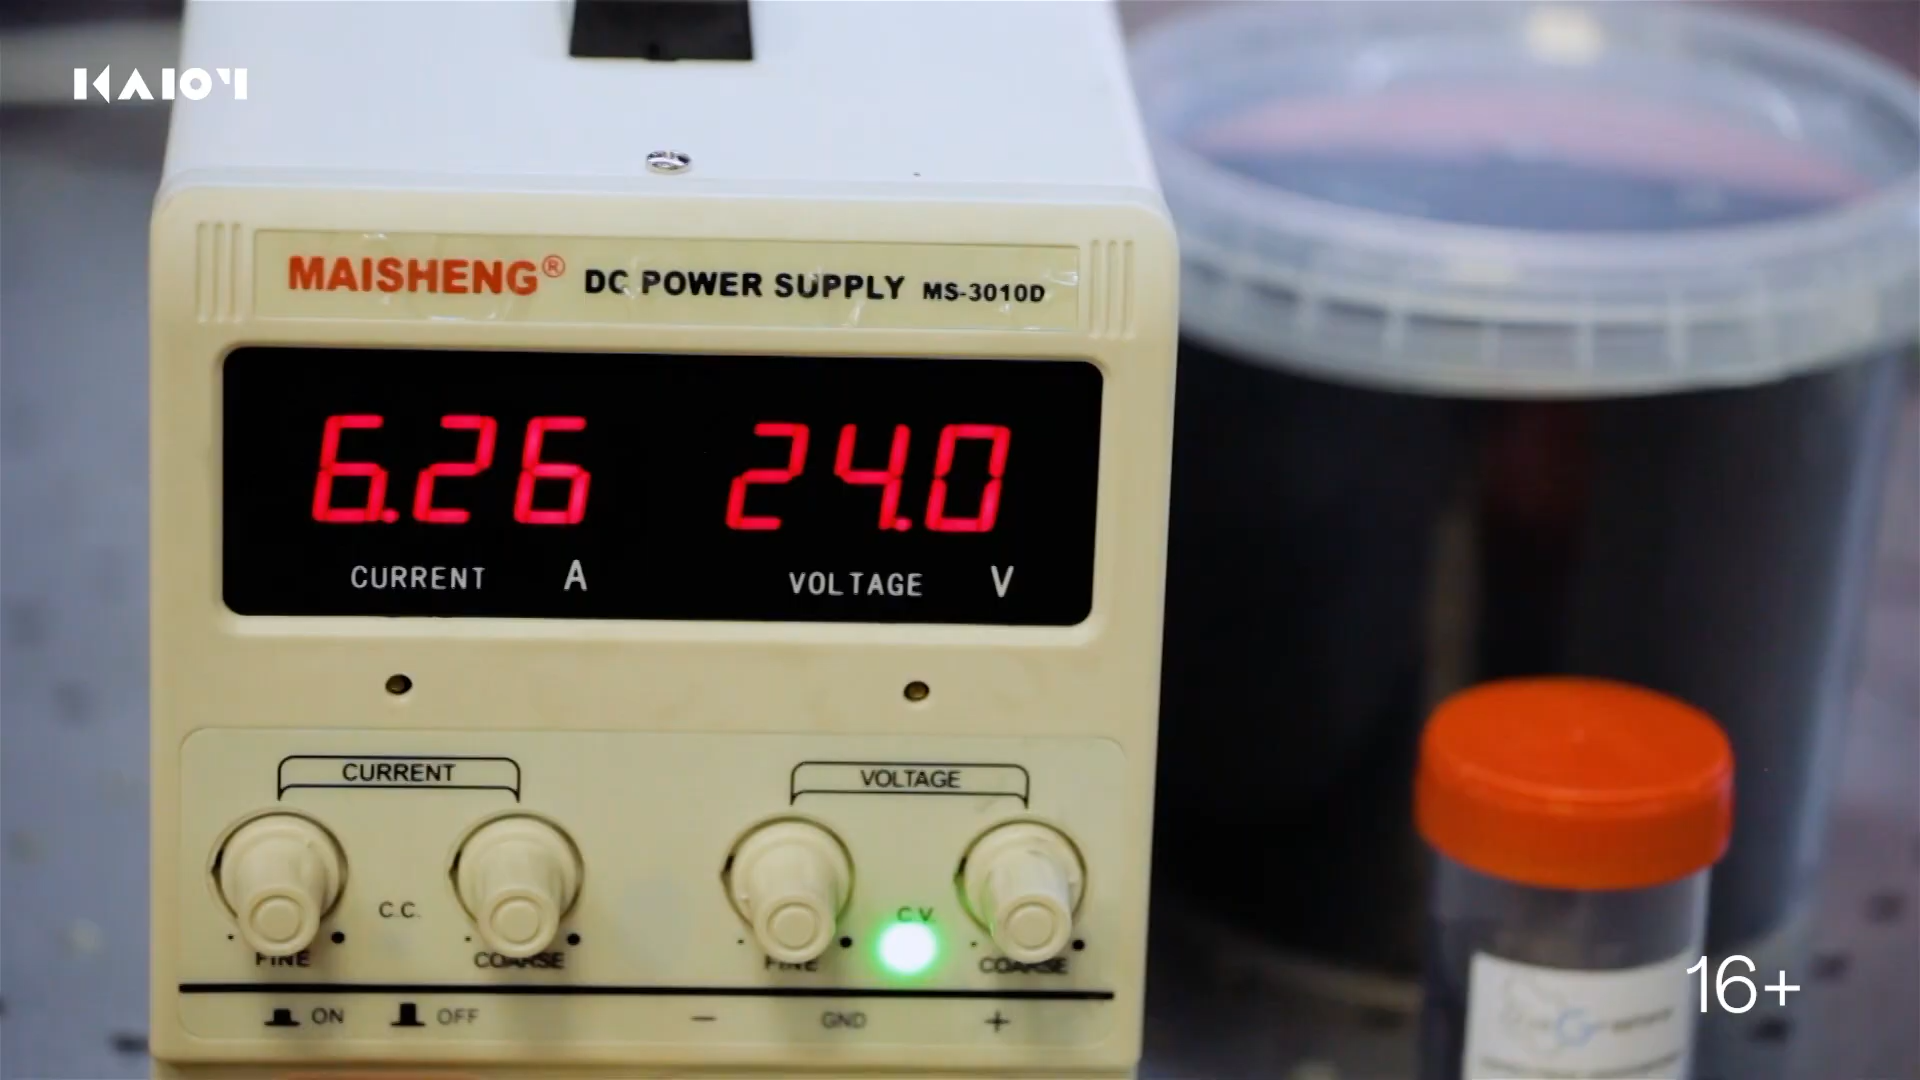 КЛЮЧ
MAISHENG® DC POWER SUPPLY MS-3010D
6.26 24.0
CURRENT A VOLTAGE V
CURRENT VOLTAGE
C.C. C.V.
FINE COARSE FINE COARSE
ON OFF − GND +
16+